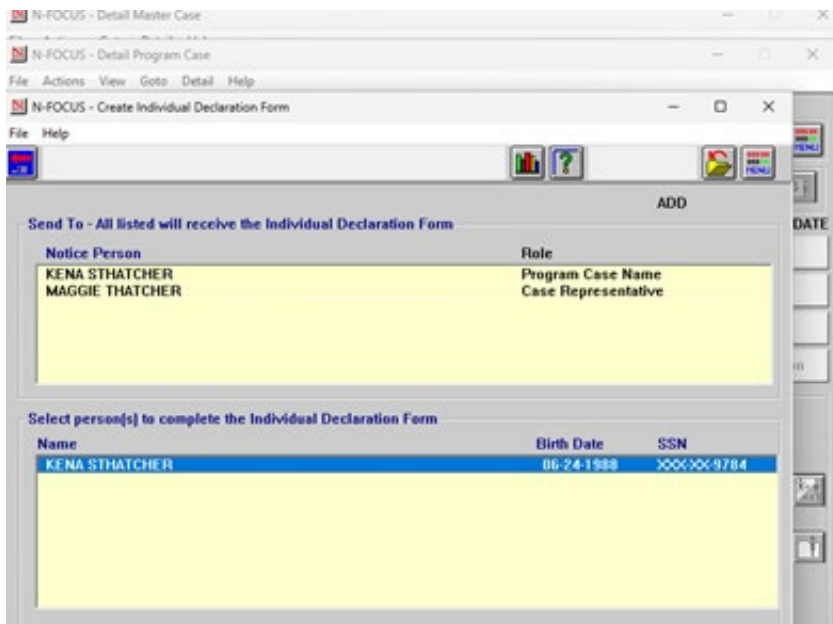 N-FOCUS - Detail Master Case
N-FOCUS - Detail Program Case
File Actions View Goto Detail Help
N-FOCUS - Create Individual Declaration Form
File Help
MENU
MENU
ADD
DATE
Send To - All listed will receive the Individual Declaration Form
Notice Person Role
KENA STHATCHER Program Case Name
MAGGIE THATCHER Case Representative
Select person(s) to complete the Individual Declaration Form
Name Birth Date SSN
KENA STHATCHER 06-24-1988 XXX-XX-9784